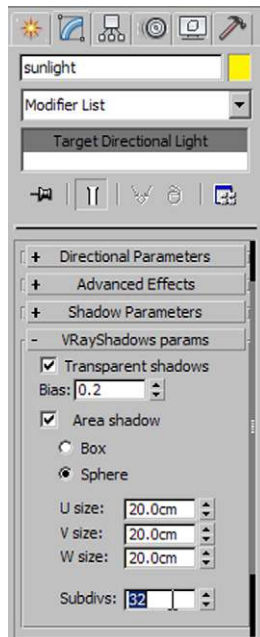 sunlight
Modifier List
Target Directional Light
+ Directional Parameters
+ Advanced Effects
+ Shadow Parameters
- VRayShadows params
Transparent shadows
Bias: 0.2
Area shadow
Box
Sphere
U size: 20.0cm
V size: 20.0cm
W size: 20.0cm
Subdivs: 32